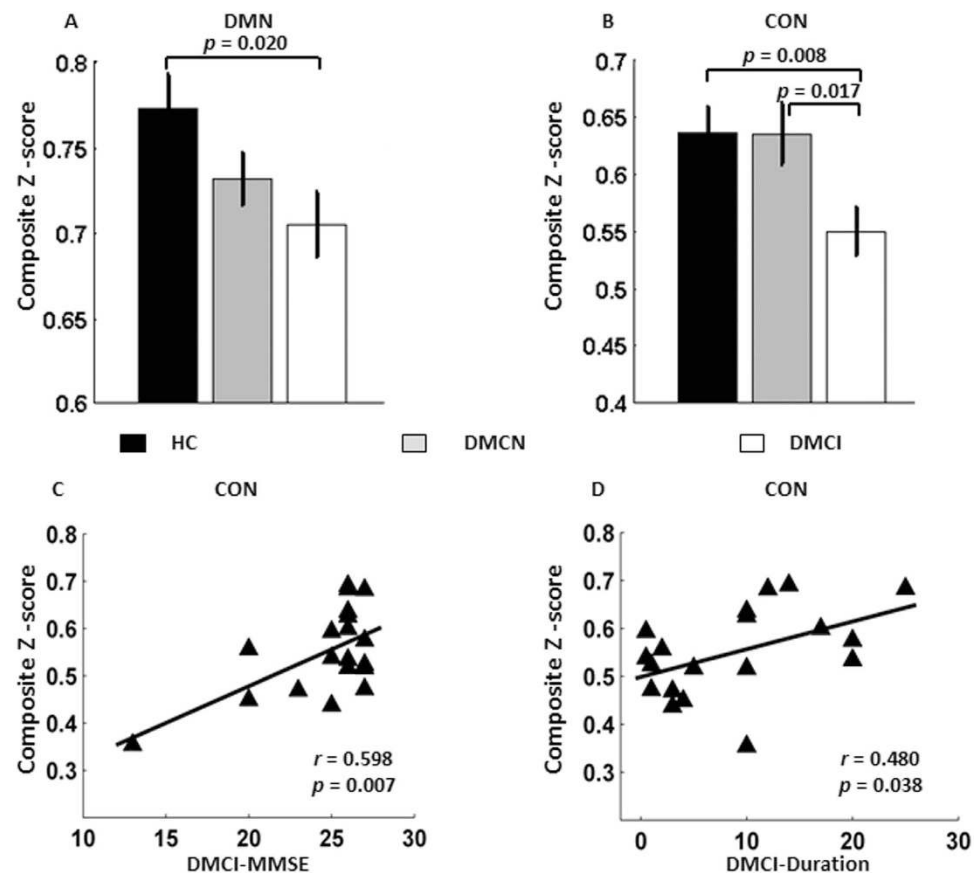 A
DMN
p = 0.020
0.8
0.75
0.7
0.65
0.6
Composite Z -score
B
CON
p = 0.008
p = 0.017
0.7
0.65
0.6
0.55
0.5
0.45
0.4
Composite Z -score
HC
DMCN
DMCI
C
CON
0.8
0.7
0.6
0.5
0.4
0.3
Composite Z -score
r = 0.598
p = 0.007
10 15 20 25 30
DMCI-MMSE
D
CON
0.8
0.7
0.6
0.5
0.4
0.3
Composite Z -score
r = 0.480
p = 0.038
0 10 20 30
DMCI-Duration